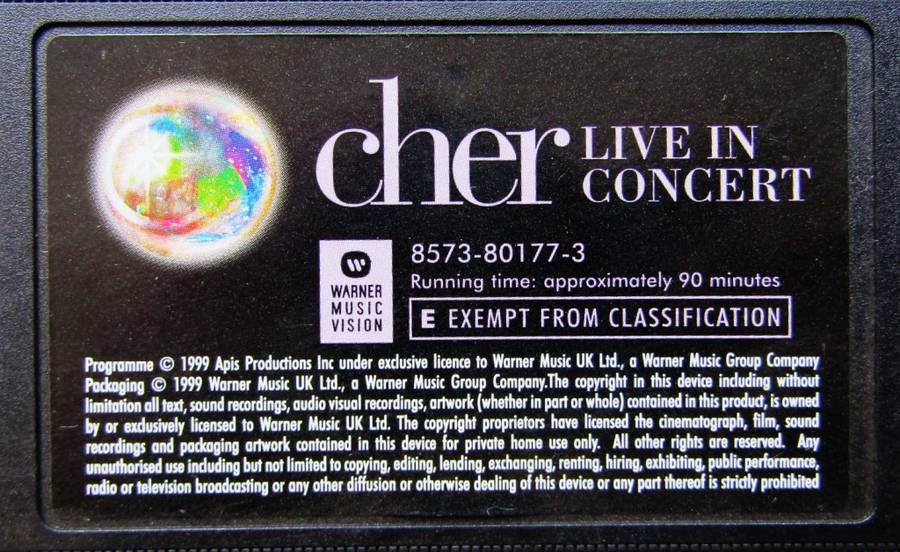 cher LIVE IN
CONCERT
8573-80177-3
Running time: approximately 90 minutes
WARNER
MUSIC
VISION
E EXEMPT FROM CLASSIFICATION
Programme © 1999 Apis Productions Inc under exclusive licence to Warner Music UK Ltd., a Warner Music Group Company
Packaging © 1999 Warner Music UK Ltd., a Warner Music Group Company.The copyright in this device including without
limitation all text, sound recordings, audio visual recordings, artwork (whether in part or whole) contained in this product, is owned
by or exclusively licensed to Warner Music UK Ltd. The copyright proprietors have licensed the cinematograph, film, sound
recordings and packaging artwork contained in this device for private home use only. All other rights are reserved. Any
unauthorised use including but not limited to copying, editing, lending, exchanging, renting, hiring, exhibiting, public performance,
radio or television broadcasting or any other diffusion or otherwise dealing of this device or any part thereof is strictly prohibited